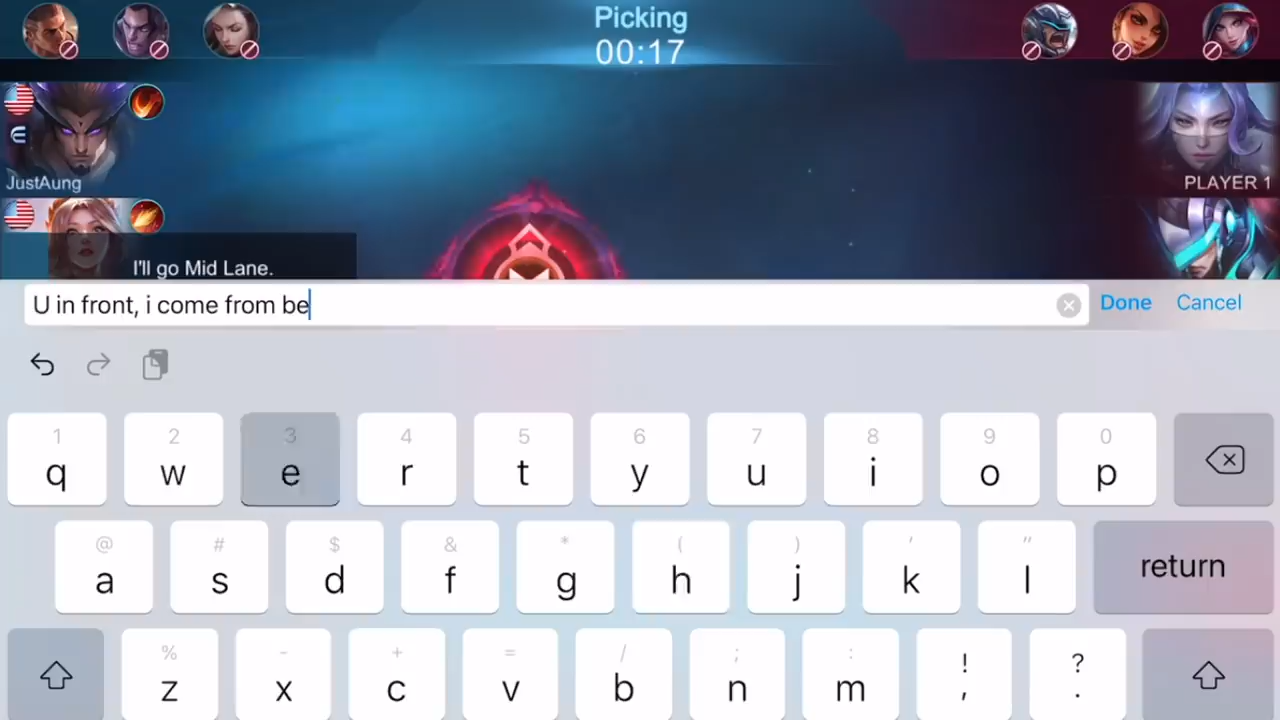 Picking
00:17
JustAung
PLAYER 1
I'll go Mid Lane.
U in front, i come from be
Done
Cancel
1 2 3 4 5 6 7 8 9 0
q w e r t y u i o p
@ # $ & * ( ) ' "
a s d f g h j k l return
% - + = / ; : ! ?
z x c v b n m , .